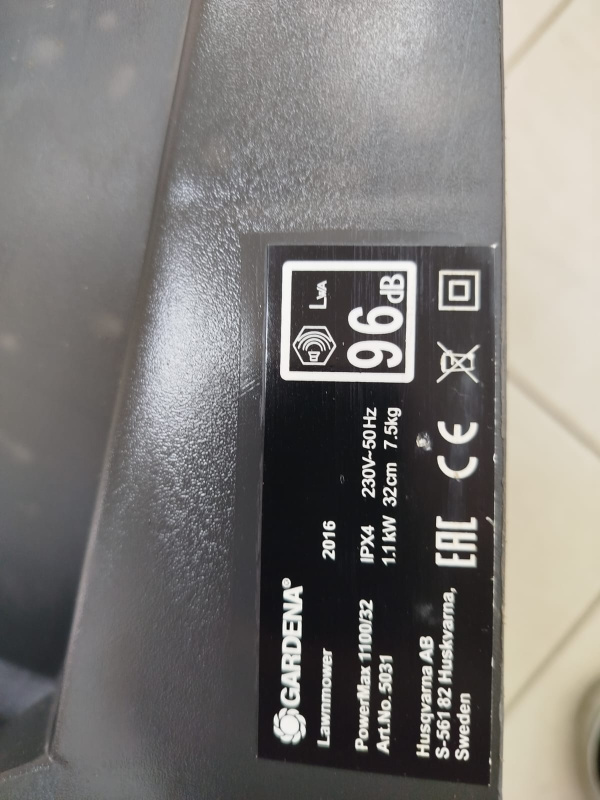 GARDENA®
Lawnmower 2016
PowerMax 1100/32 IPX4 230V~50Hz
Art.No. 5031 1.1kW 32cm 7.5kg
Husqvarna AB
S-561 82 Huskvarna,
Sweden
EAC CE
LWA
96dB